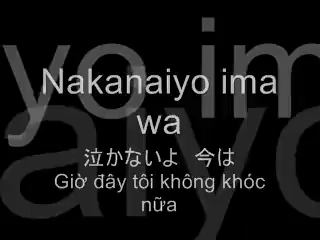 Nakanaiyo ima
wa
泣かないよ　今は
Giờ đây tôi không khóc
nữa